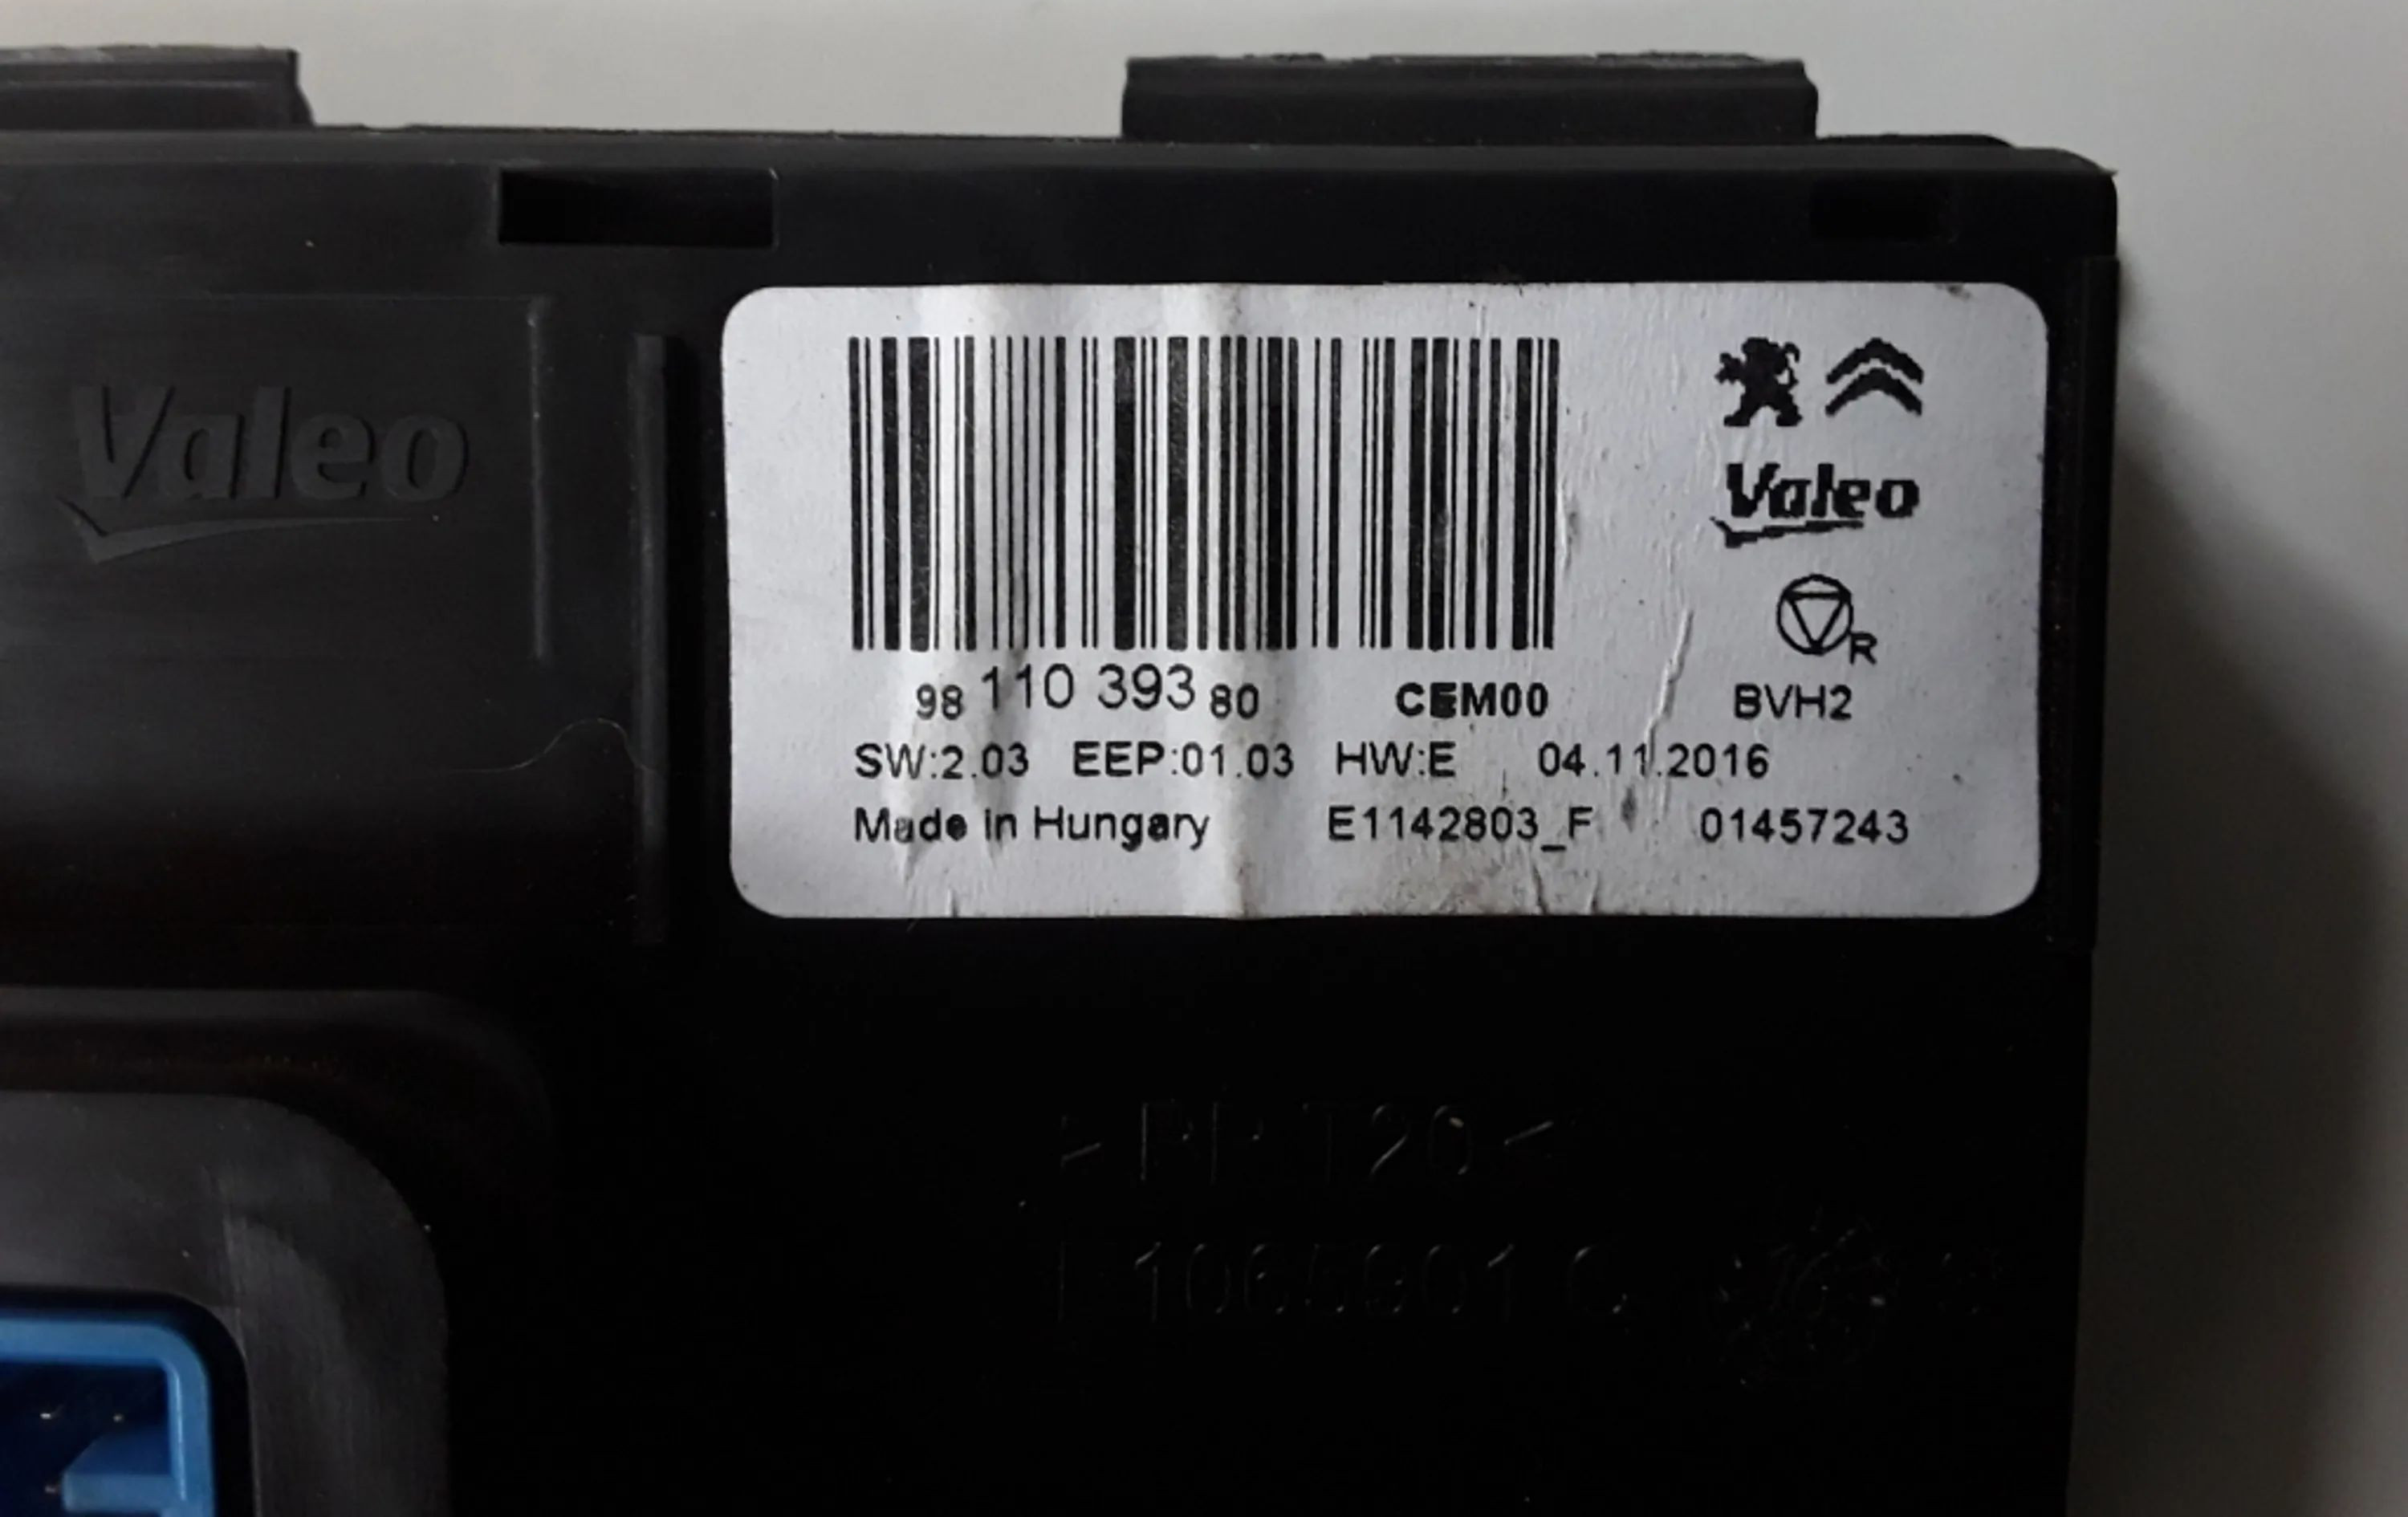 Valeo
Valeo
98 110 393 80 CEM00 BVH2
SW:2.03 EEP:01.03 HW:E 04.11.2016
Made in Hungary E1142803_F 01457243
T20<